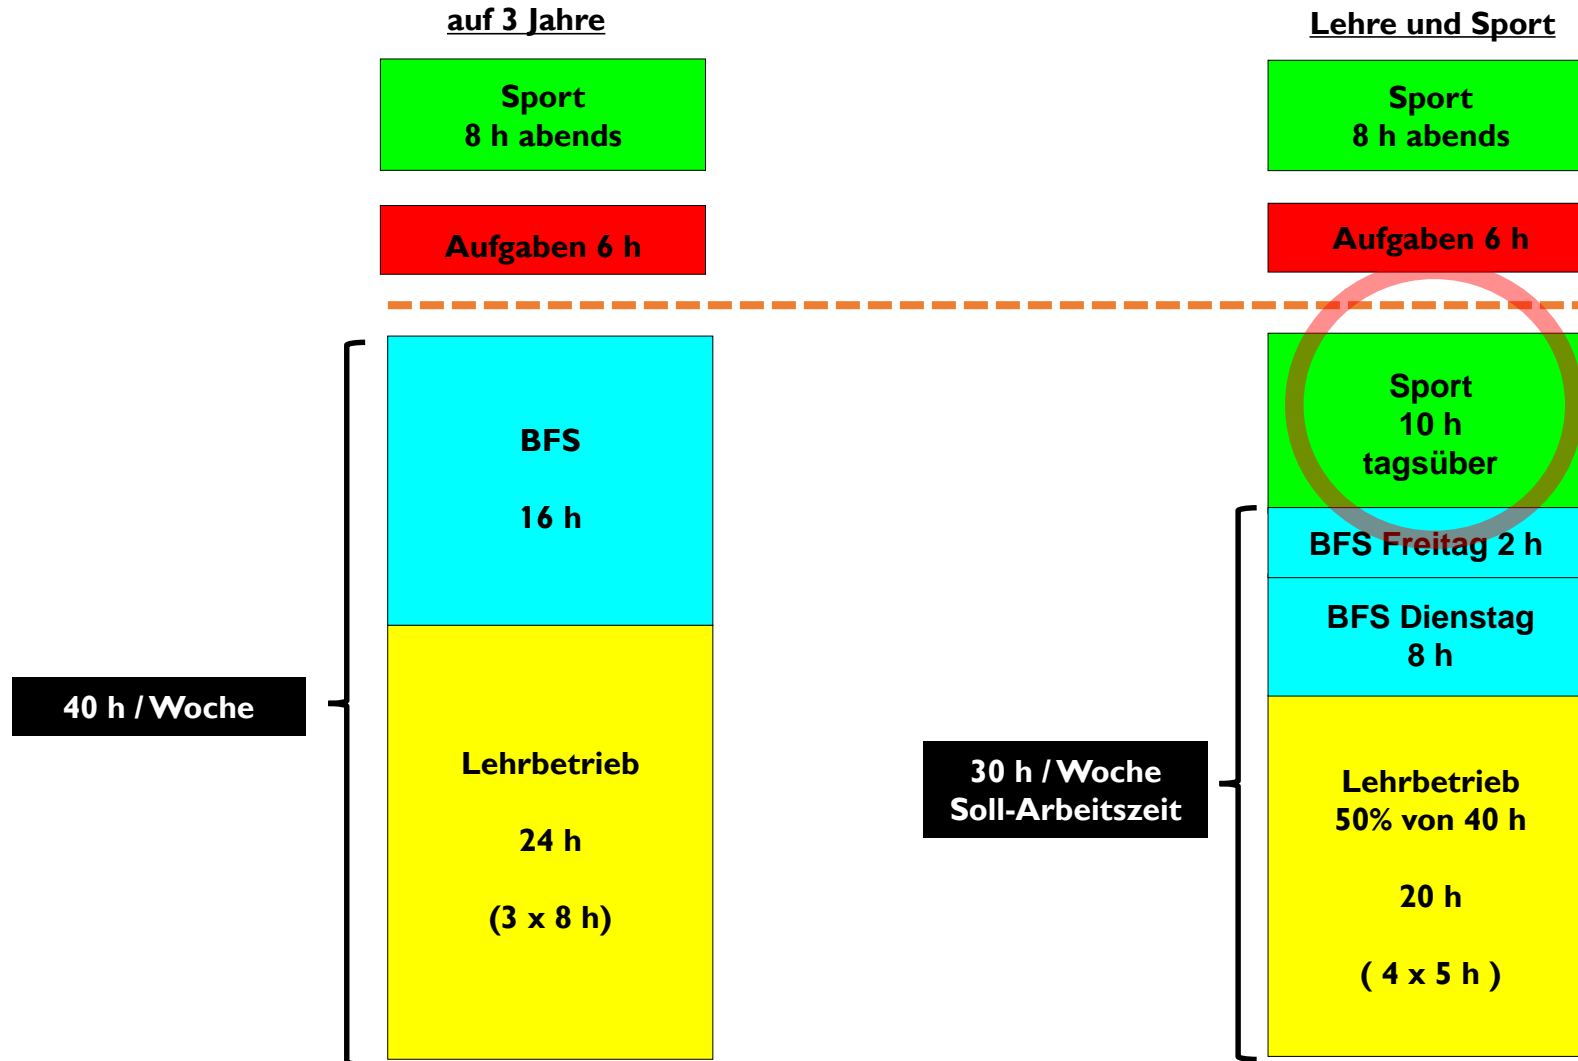 auf 3 Jahre
Sport
8 h abends
Aufgaben 6 h
BFS
16 h
40 h / Woche
Lehrbetrieb
24 h
(3 x 8 h)
Lehre und Sport
Sport
8 h abends
Aufgaben 6 h
Sport
10 h
tagsüber
BFS Freitag 2 h
BFS Dienstag
8 h
30 h / Woche
Soll-Arbeitszeit
Lehrbetrieb
50% von 40 h
20 h
( 4 x 5 h )